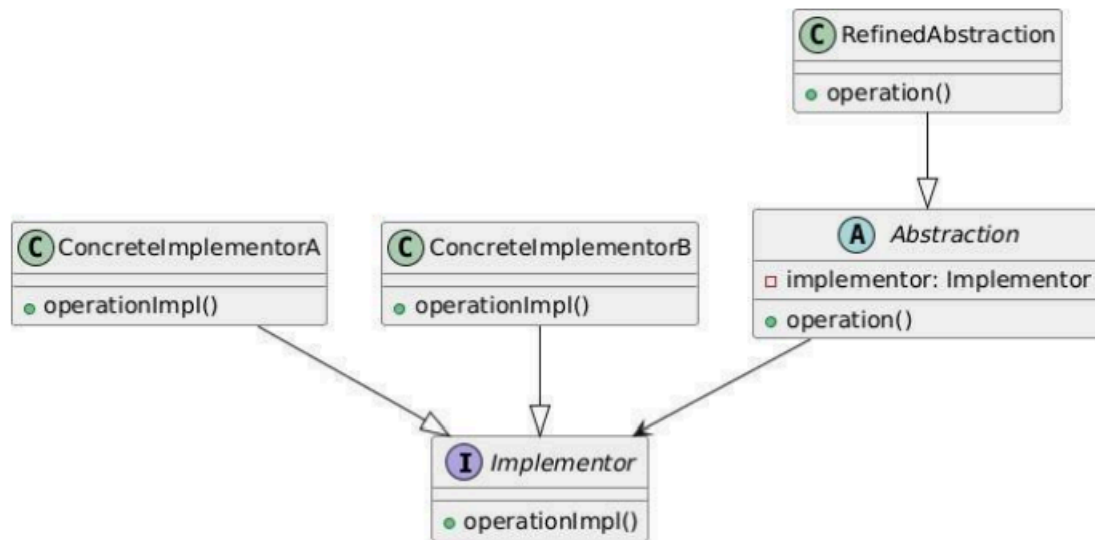 C RefinedAbstraction
+ operation()
C ConcreteImplementorA
operationImpl()
C ConcreteImplementorB
operationImpl()
A Abstraction
implementor: Implementor
operation()
I Implementor
operationImpl()